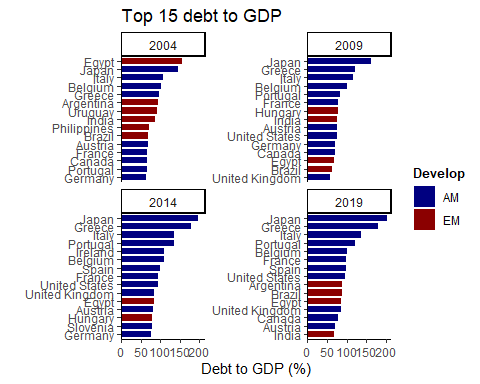 Top 15 debt to GDP
2004
Egypt
Japan
Italy
Belgium
Greece
Argentina
Uruguay
India
Philippines
Brazil
Austria
France
Canada
Portugal
Germany
2009
Japan
Greece
Italy
Belgium
Portugal
France
Hungary
India
Austria
United States
Germany
Canada
Egypt
Brazil
United Kingdom
2014
Japan
Greece
Italy
Portugal
Ireland
Belgium
Spain
France
United States
United Kingdom
Egypt
Austria
Hungary
Slovenia
Germany
0 50 100 150 200
2019
Japan
Greece
Italy
Portugal
Belgium
France
Spain
United States
Argentina
Brazil
Egypt
United Kingdom
Canada
Austria
India
0 50 100 150 200
Debt to GDP (%)
Develop
AM
EM